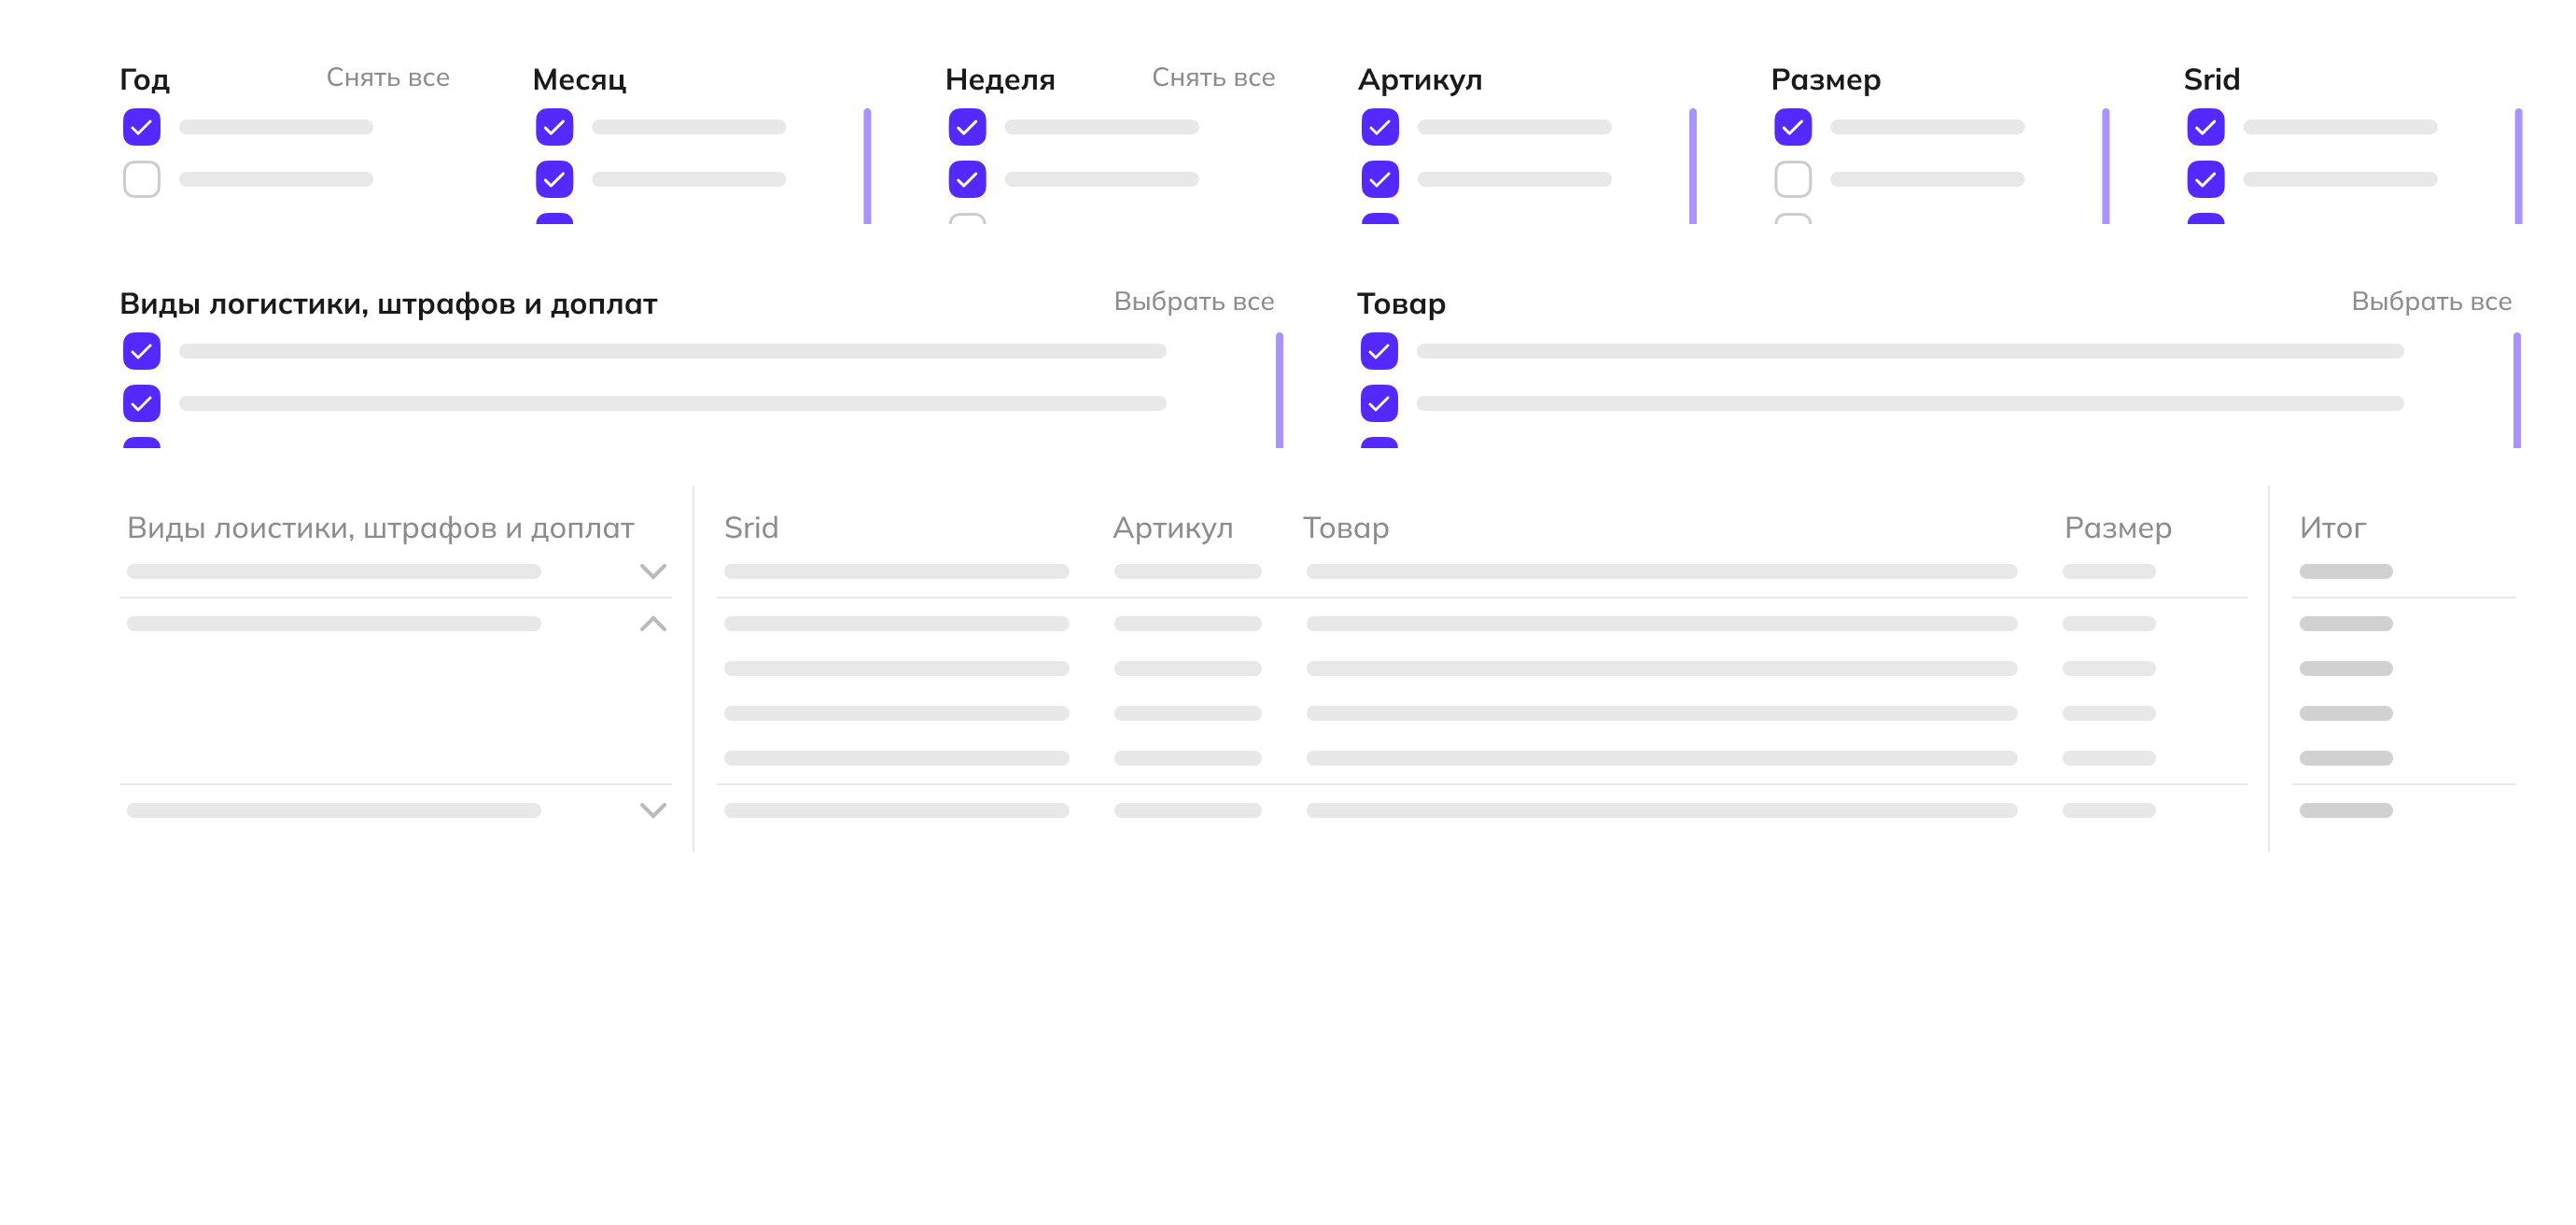 Год Снять все Месяц Неделя Снять все Артикул Размер Srid
Виды логистики, штрафов и доплат Выбрать все Товар Выбрать все
Виды лоистики, штрафов и доплат Srid Артикул Товар Размер Итог